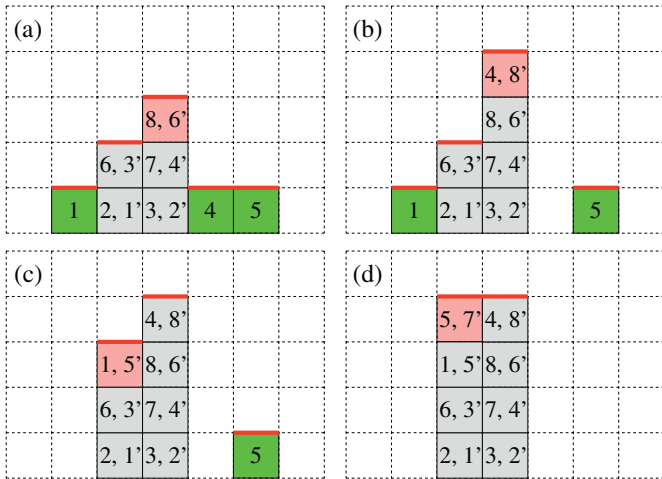 (a)
8, 6'
6, 3' 7, 4'
1 2, 1' 3, 2' 4 5
(b)
4, 8'
8, 6'
6, 3' 7, 4'
1 2, 1' 3, 2' 5
(c)
4, 8'
1, 5' 8, 6'
6, 3' 7, 4'
2, 1' 3, 2' 5
(d)
5, 7' 4, 8'
1, 5' 8, 6'
6, 3' 7, 4'
2, 1' 3, 2'